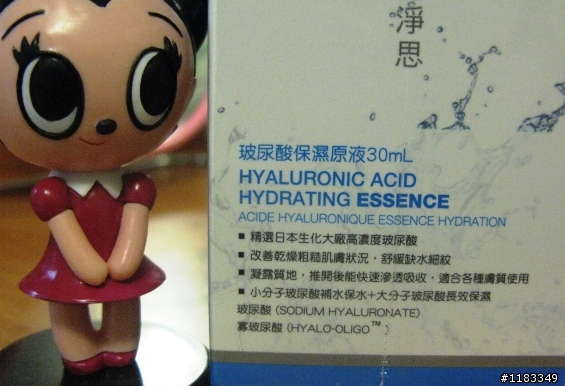 淨
思
玻尿酸保濕原液30mL
HYALURONIC ACID
HYDRATING ESSENCE
ACIDE HYALURONIQUE ESSENCE HYDRATION
■ 精選日本生化大廠高濃度玻尿酸
■ 改善乾燥粗糙肌膚狀況，舒緩缺水細紋
■ 凝露質地，推開後能快速滲透吸收，適合各種膚質使用
■ 小分子玻尿酸補水保水+大分子玻尿酸長效保濕
玻尿酸 (SODIUM HYALURONATE)
寡玻尿酸 (HYALO-OLIGO™)
#1183349